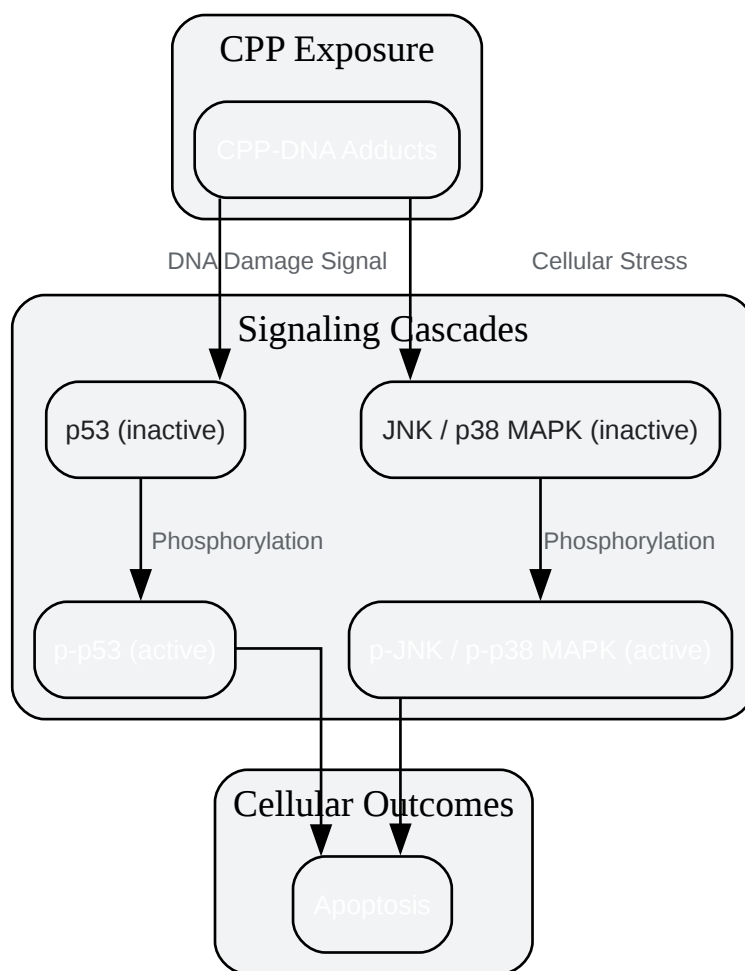 CPP Exposure
CPP-DNA Adducts
DNA Damage Signal
Cellular Stress
Signaling Cascades
p53 (inactive)
JNK / p38 MAPK (inactive)
Phosphorylation
Phosphorylation
p-p53 (active)
p-JNK / p-p38 MAPK (active)
Cellular Outcomes
Apoptosis